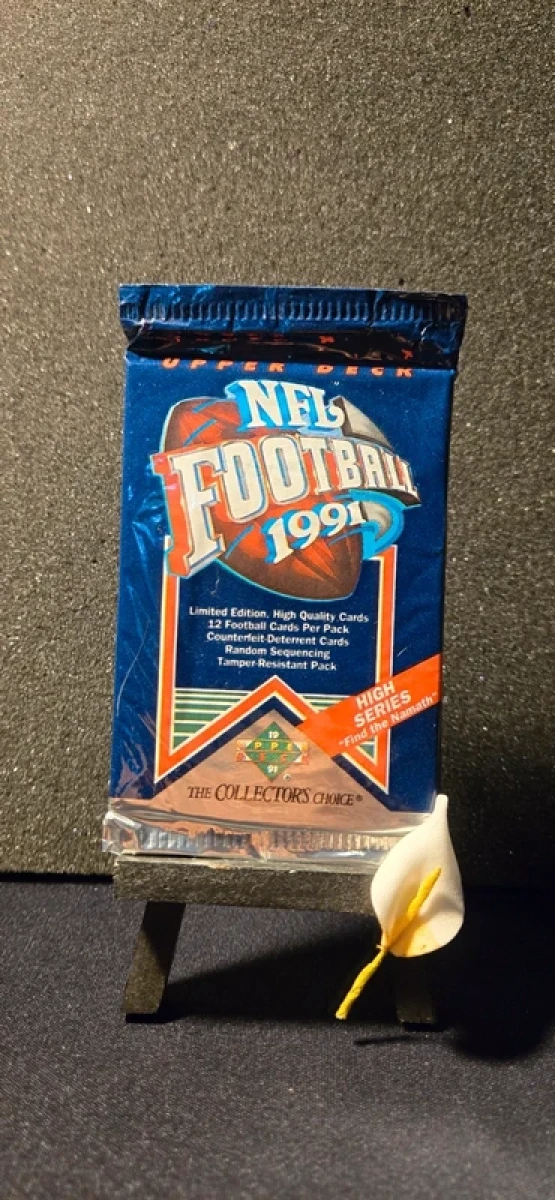 UPPER DECK
NFL
FOOTBALL
1991
Limited Edition, High Quality Cards
12 Football Cards Per Pack
Counterfeit-Deterrent Cards
Random Sequencing
Tamper-Resistant Pack
HIGH
SERIES
"Find the Namath"
19
UPPER
DECK
91
THE COLLECTOR'S CHOICE®